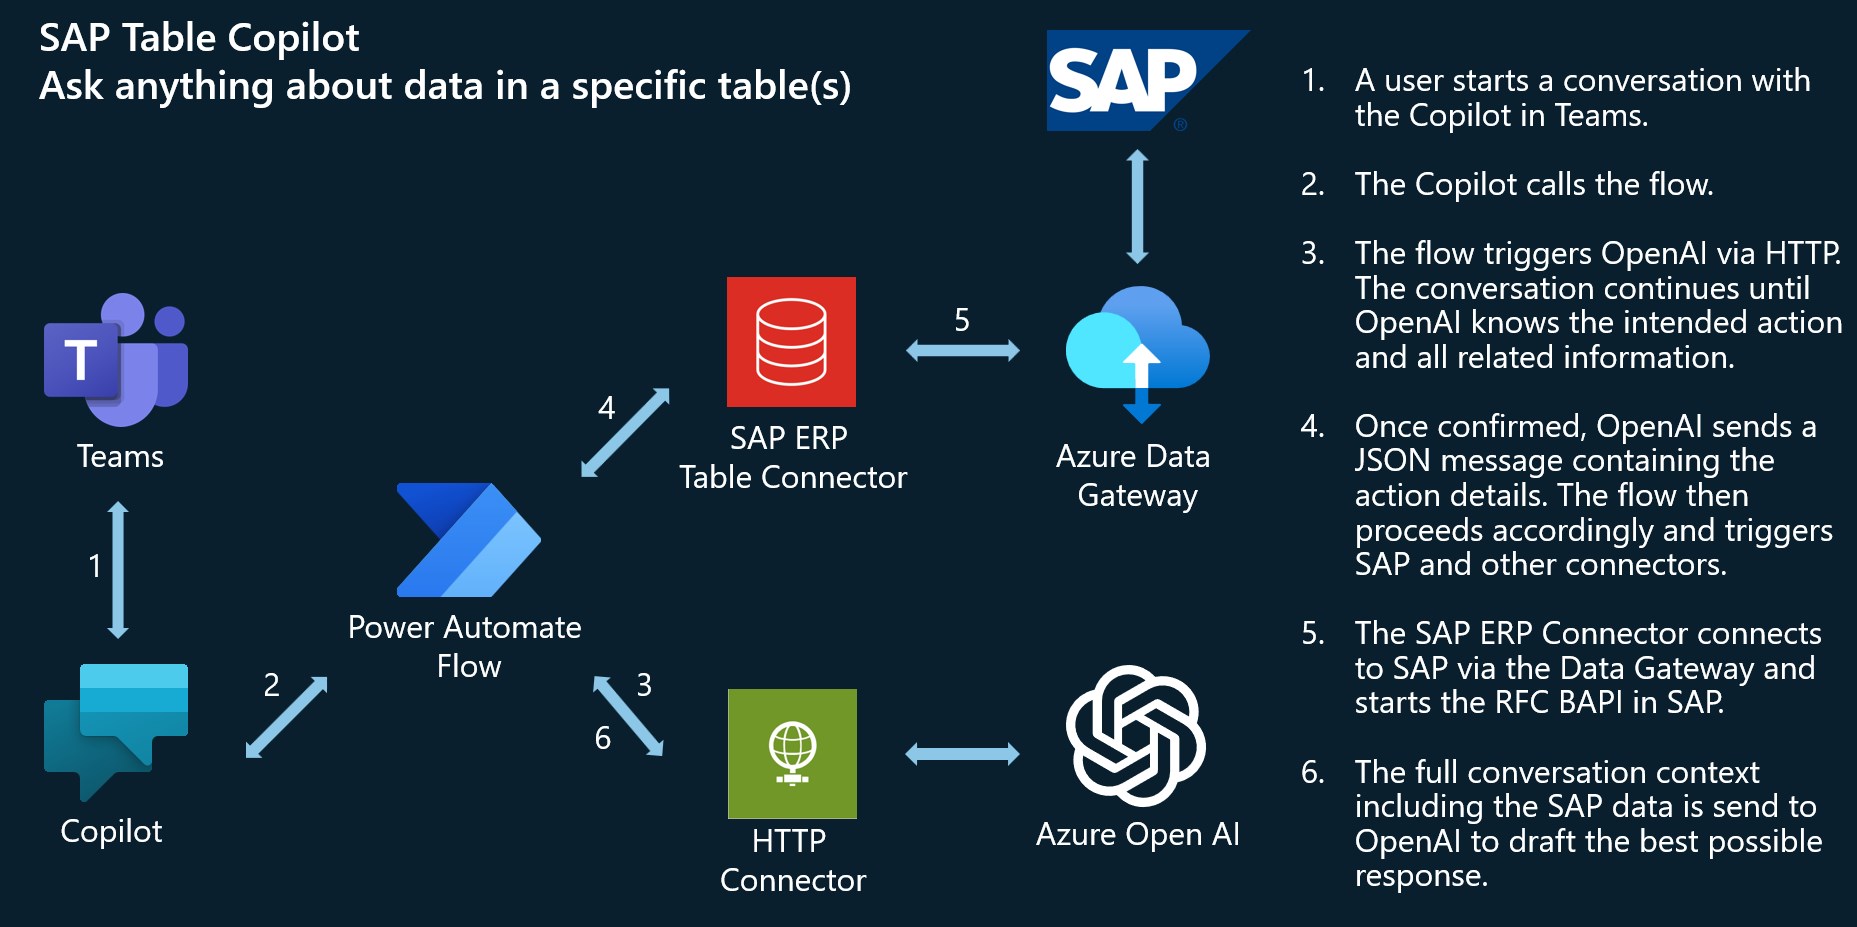 SAP Table Copilot
Ask anything about data in a specific table(s)
SAP
®
1. A user starts a conversation with
the Copilot in Teams.
2. The Copilot calls the flow.
3. The flow triggers OpenAI via HTTP.
The conversation continues until
OpenAI knows the intended action
and all related information.
4. Once confirmed, OpenAI sends a
JSON message containing the
action details. The flow then
proceeds accordingly and triggers
SAP and other connectors.
5. The SAP ERP Connector connects
to SAP via the Data Gateway and
starts the RFC BAPI in SAP.
6. The full conversation context
including the SAP data is send to
OpenAI to draft the best possible
response.
T
Teams
1
Copilot
2
Power Automate
Flow
4
SAP ERP
Table Connector
5
Azure Data
Gateway
3
6
HTTP
Connector
Azure Open AI